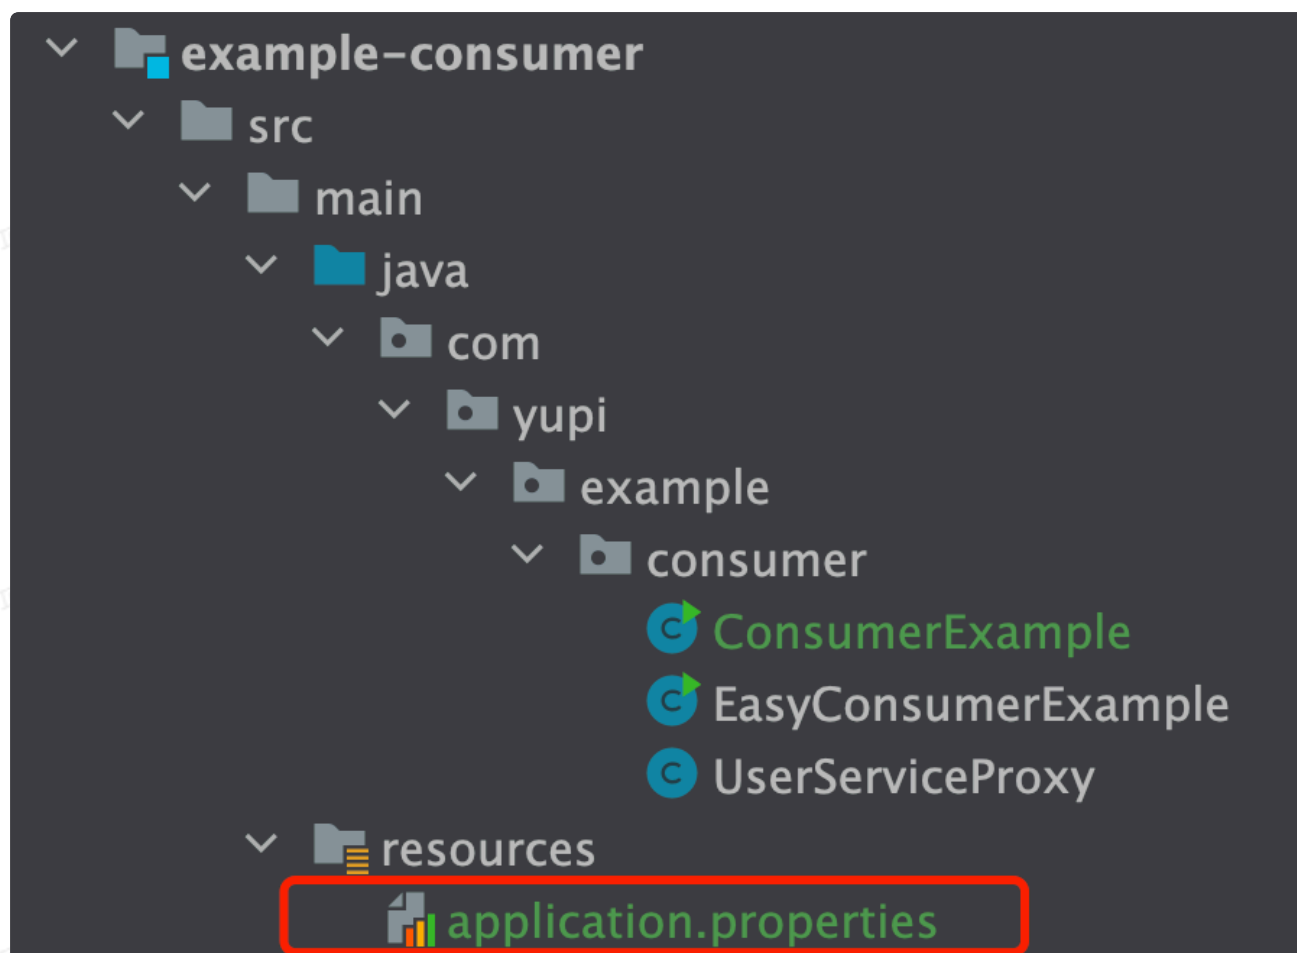 example-consumer
src
main
java
com
yupi
example
consumer
ConsumerExample
EasyConsumerExample
UserServiceProxy
resources
application.properties